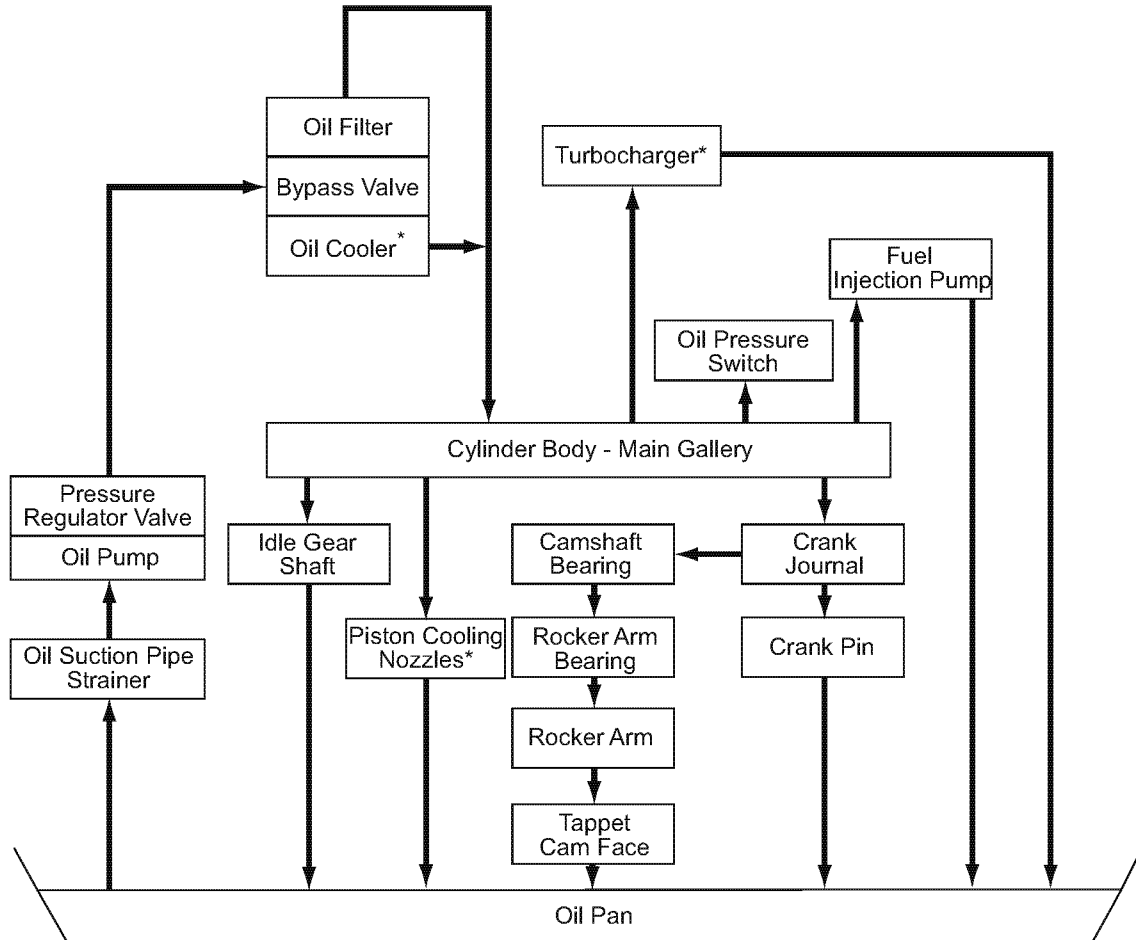 Oil Filter
Bypass Valve
Oil Cooler*
Turbocharger*
Fuel
Injection Pump
Oil Pressure
Switch
Cylinder Body - Main Gallery
Pressure
Regulator Valve
Oil Pump
Idle Gear
Shaft
Camshaft
Bearing
Crank
Journal
Oil Suction Pipe
Strainer
Piston Cooling
Nozzles*
Rocker Arm
Bearing
Crank Pin
Rocker Arm
Tappet
Cam Face
Oil Pan